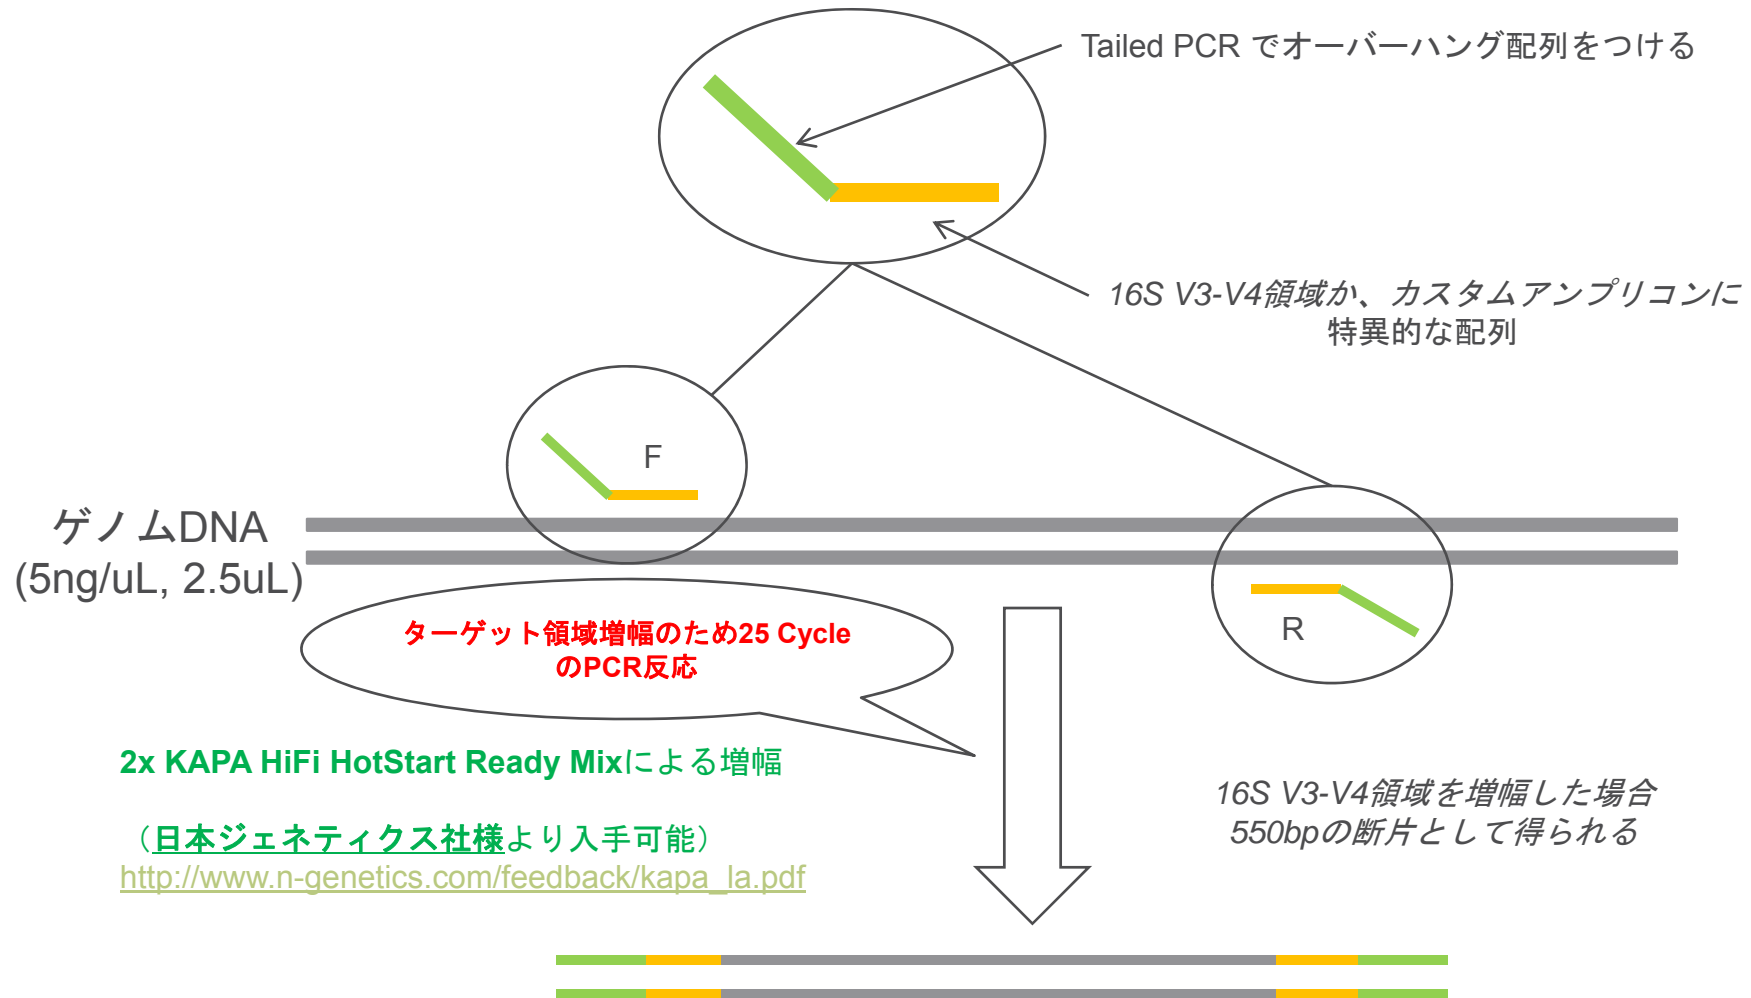 Tailed PCR でオーバーハング配列をつける
16S V3-V4領域か、カスタムアンプリコンに
特異的な配列
F
ゲノムDNA
(5ng/uL, 2.5uL)
R
ターゲット領域増幅のため25 Cycle
のPCR反応
2x KAPA HiFi HotStart Ready Mixによる増幅
（日本ジェネティクス社様より入手可能）
http://www.n-genetics.com/feedback/kapa_la.pdf
16S V3-V4領域を増幅した場合
550bpの断片として得られる